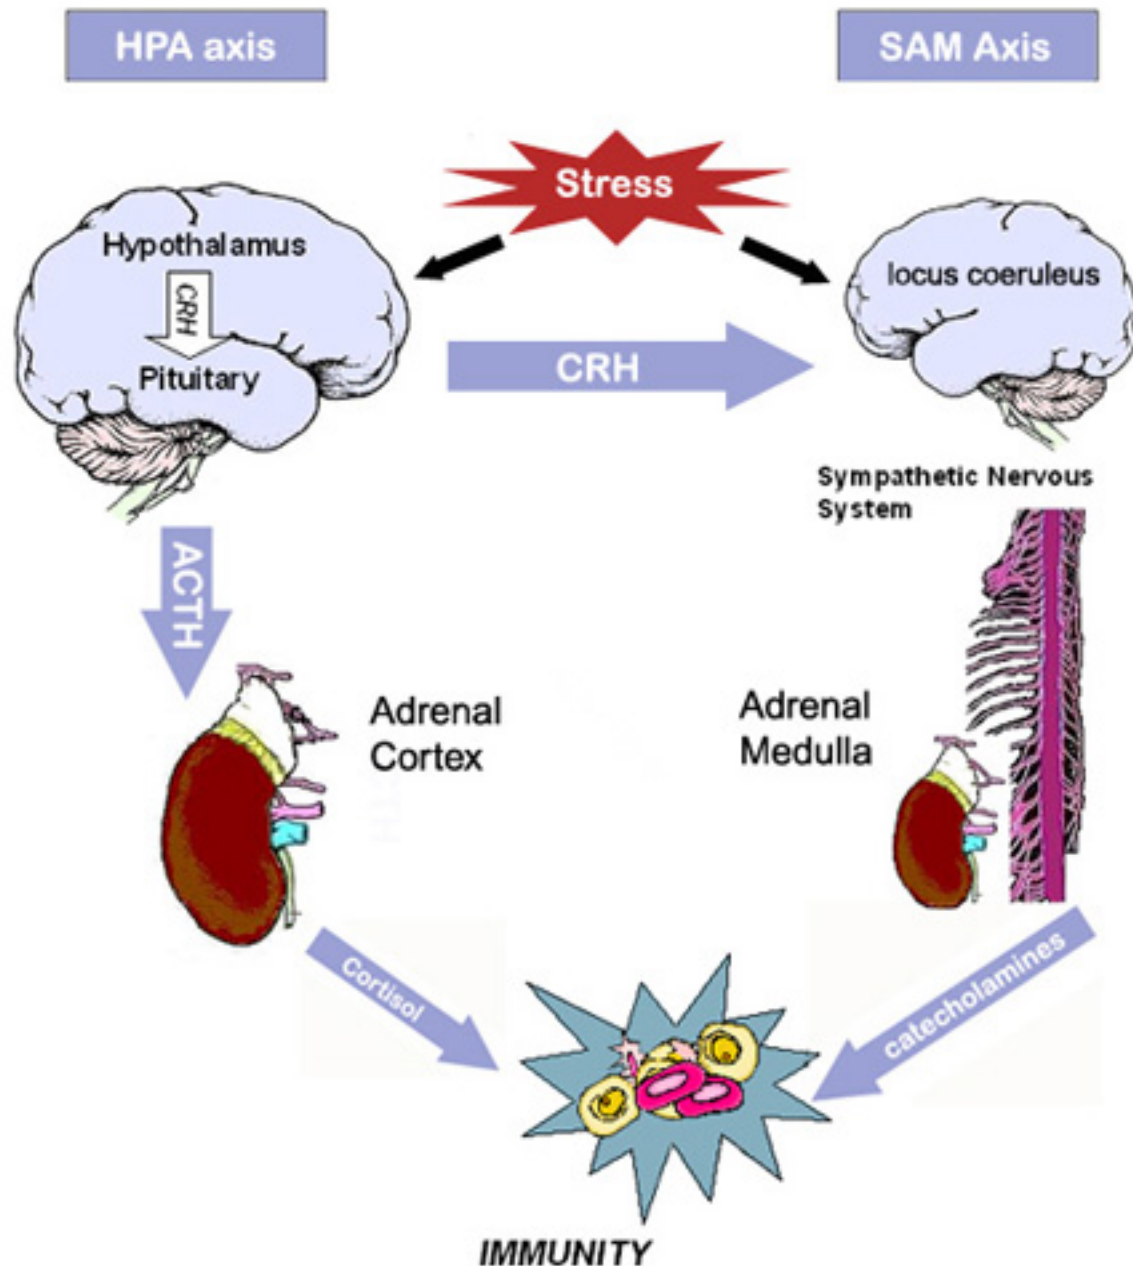 HPA axis
SAM Axis
Stress
Hypothalamus
CRH
Pituitary
locus coeruleus
CRH
Sympathetic Nervous
System
ACTH
Adrenal
Cortex
Adrenal
Medulla
Cortisol
catecholamines
IMMUNITY